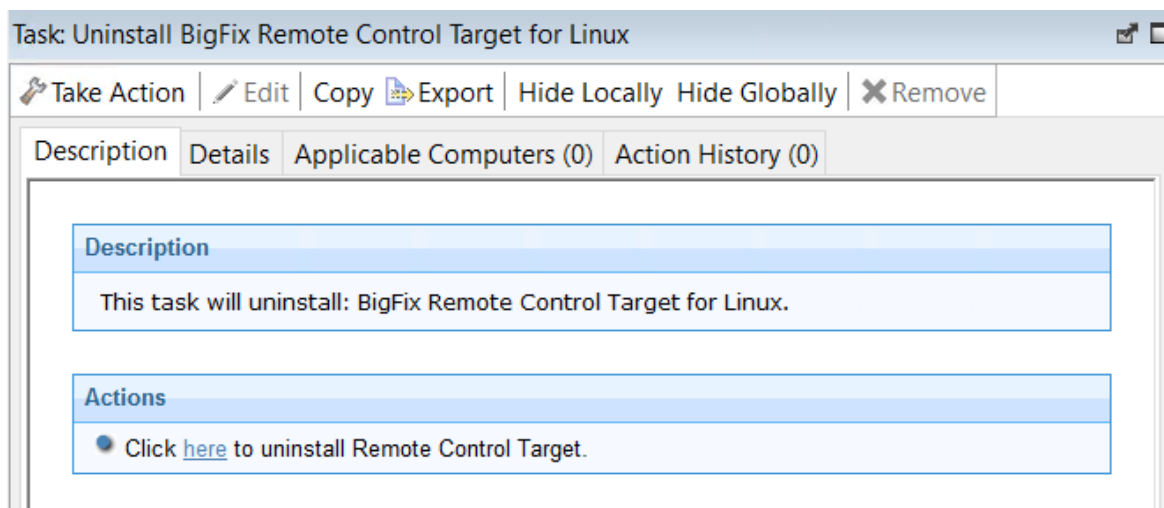 Task: Uninstall BigFix Remote Control Target for Linux
Take Action Edit Copy Export Hide Locally Hide Globally Remove
Description Details Applicable Computers (0) Action History (0)
Description
This task will uninstall: BigFix Remote Control Target for Linux.
Actions
Click here to uninstall Remote Control Target.